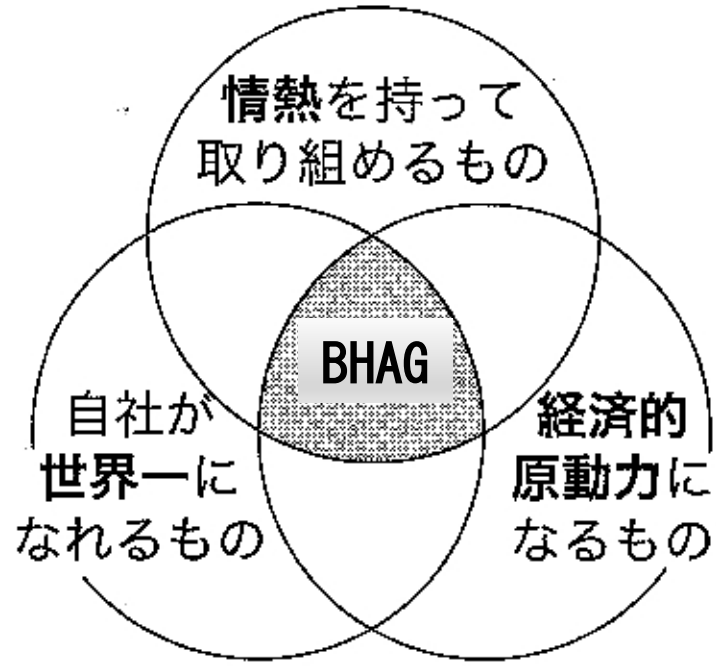 情熱を持って
取り組めるもの
BHAG
自社が
世界一に
なれるもの
経済的
原動力に
なるもの